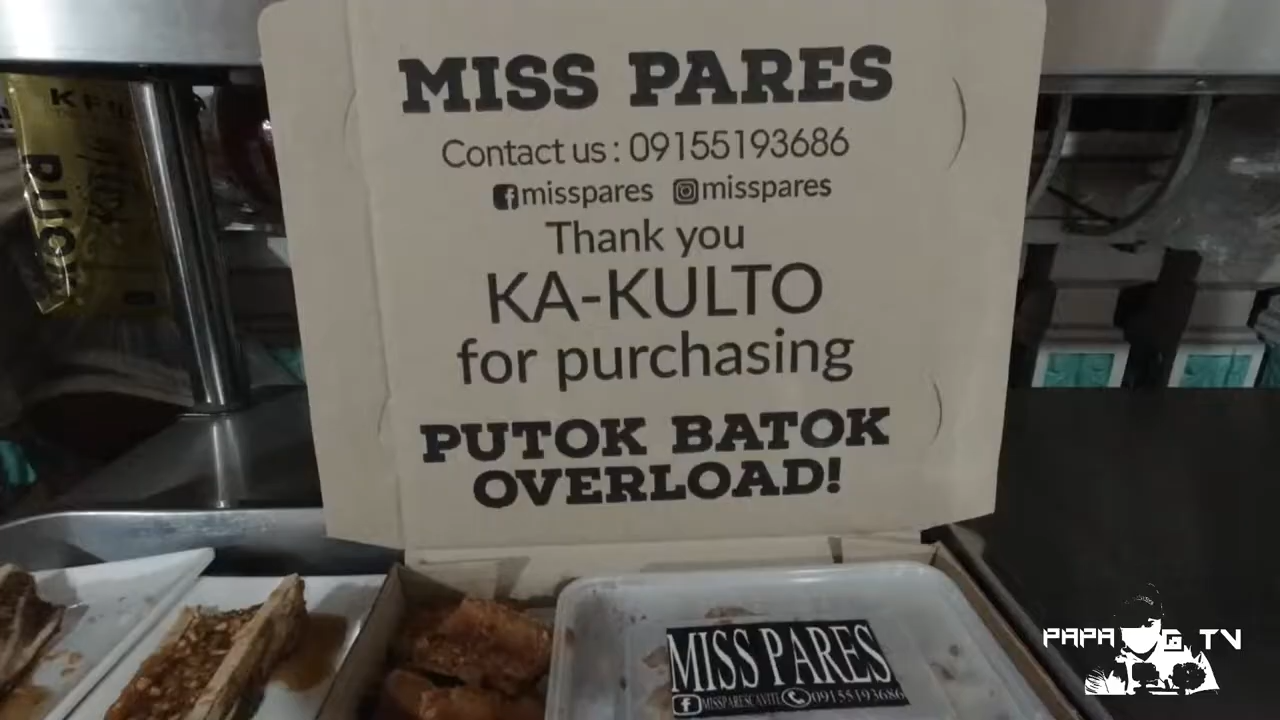 MISS PARES
Contact us : 09155193686
misspares misspares
Thank you
KA-KULTO
for purchasing
PUTOK BATOK
OVERLOAD!
MISS PARES
MISSPARESCAVITE 09155193686
PAPA G TV